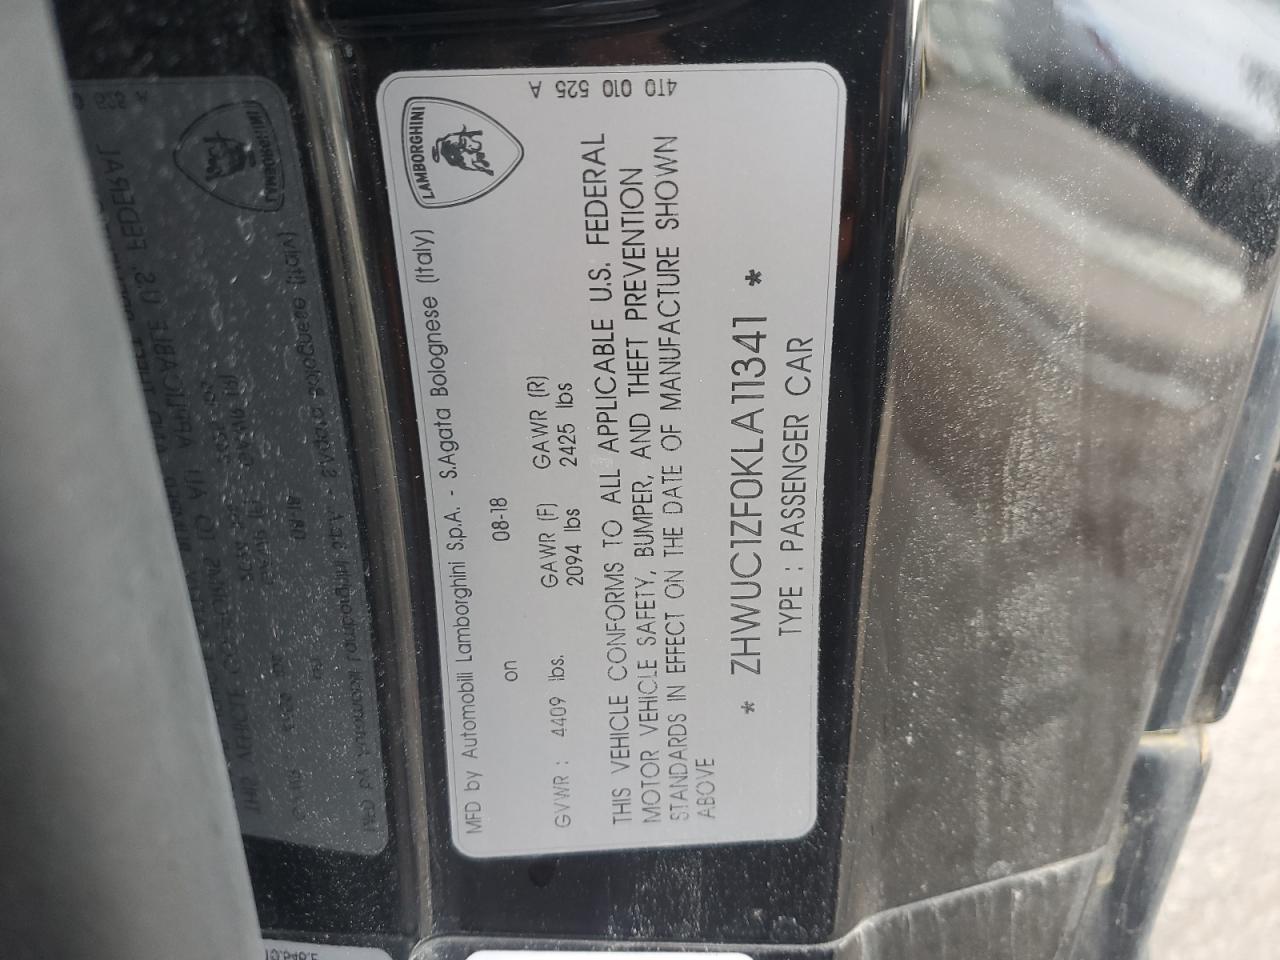 4T0 010 525 A
LAMBORGHINI
MFD by Automobili Lamborghini S.p.A. - S.Agata Bolognese (Italy)
on 08-18
GVWR : 4409 lbs. GAWR (F) GAWR (R)
2094 lbs 2425 lbs
THIS VEHICLE CONFORMS TO ALL APPLICABLE U.S. FEDERAL
MOTOR VEHICLE SAFETY, BUMPER, AND THEFT PREVENTION
STANDARDS IN EFFECT ON THE DATE OF MANUFACTURE SHOWN
ABOVE
* ZHWUC1ZF0KLA11341 *
TYPE : PASSENGER CAR